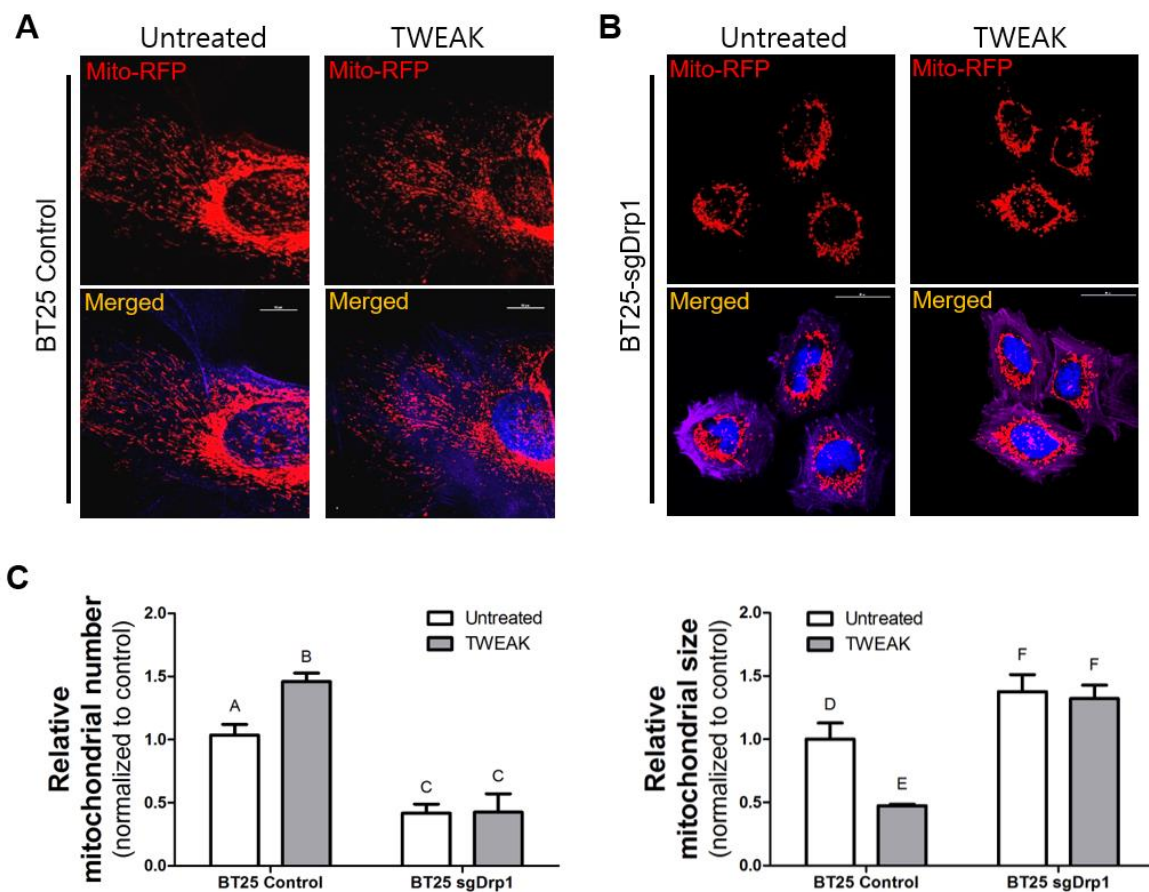 A
Untreated
TWEAK
BT25 Control
Mito-RFP
Mito-RFP
Merged
Merged
B
Untreated
TWEAK
BT25-sgDrp1
Mito-RFP
Mito-RFP
Merged
Merged
C
Relative
mitochondrial number
(normalized to control)
2.0
1.5
1.0
0.5
0.0
Untreated
TWEAK
A
B
C
C
BT25 Control
BT25 sgDrp1
Relative
mitochondrial size
(normalized to control)
2.0
1.5
1.0
0.5
0.0
Untreated
TWEAK
D
E
F
F
BT25 Control
BT25 sgDrp1